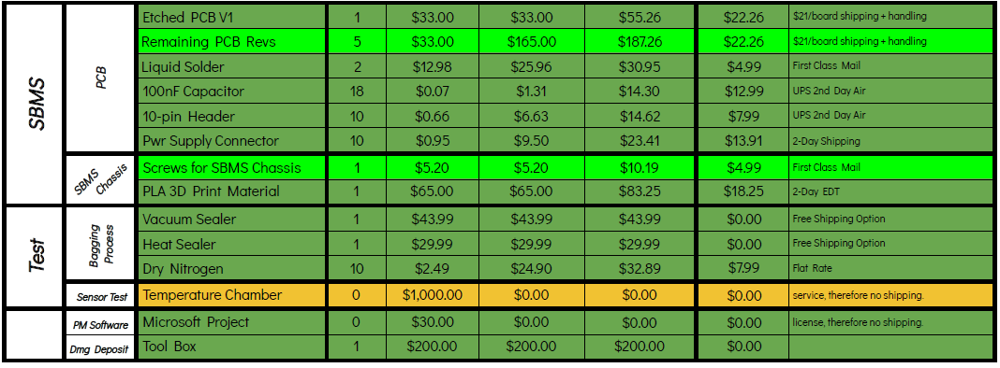 SBMS
PCB
Etched PCB V1 1 $33.00 $33.00 $55.26 $22.26 $21/board shipping + handling
Remaining PCB Revs 5 $33.00 $165.00 $187.26 $22.26 $21/board shipping + handling
Liquid Solder 2 $12.98 $25.96 $30.95 $4.99 First Class Mail
100nF Capacitor 18 $0.07 $1.31 $14.30 $12.99 UPS 2nd Day Air
10-pin Header 10 $0.66 $6.63 $14.62 $7.99 UPS 2nd Day Air
Pwr Supply Connector 10 $0.95 $9.50 $23.41 $13.91 2-Day Shipping
SBMS
Chassis
Screws for SBMS Chassis 1 $5.20 $5.20 $10.19 $4.99 First Class Mail
PLA 3D Print Material 1 $65.00 $65.00 $83.25 $18.25 2-Day EDT
Test
Bagging
Process
Vacuum Sealer 1 $43.99 $43.99 $43.99 $0.00 Free Shipping Option
Heat Sealer 1 $29.99 $29.99 $29.99 $0.00 Free Shipping Option
Dry Nitrogen 10 $2.49 $24.90 $32.89 $7.99 Flat Rate
Sensor Test Temperature Chamber 0 $1,000.00 $0.00 $0.00 $0.00 service, therefore no shipping.
PM Software Microsoft Project 0 $30.00 $0.00 $0.00 $0.00 license, therefore no shipping.
Dmg Deposit Tool Box 1 $200.00 $200.00 $200.00 $0.00